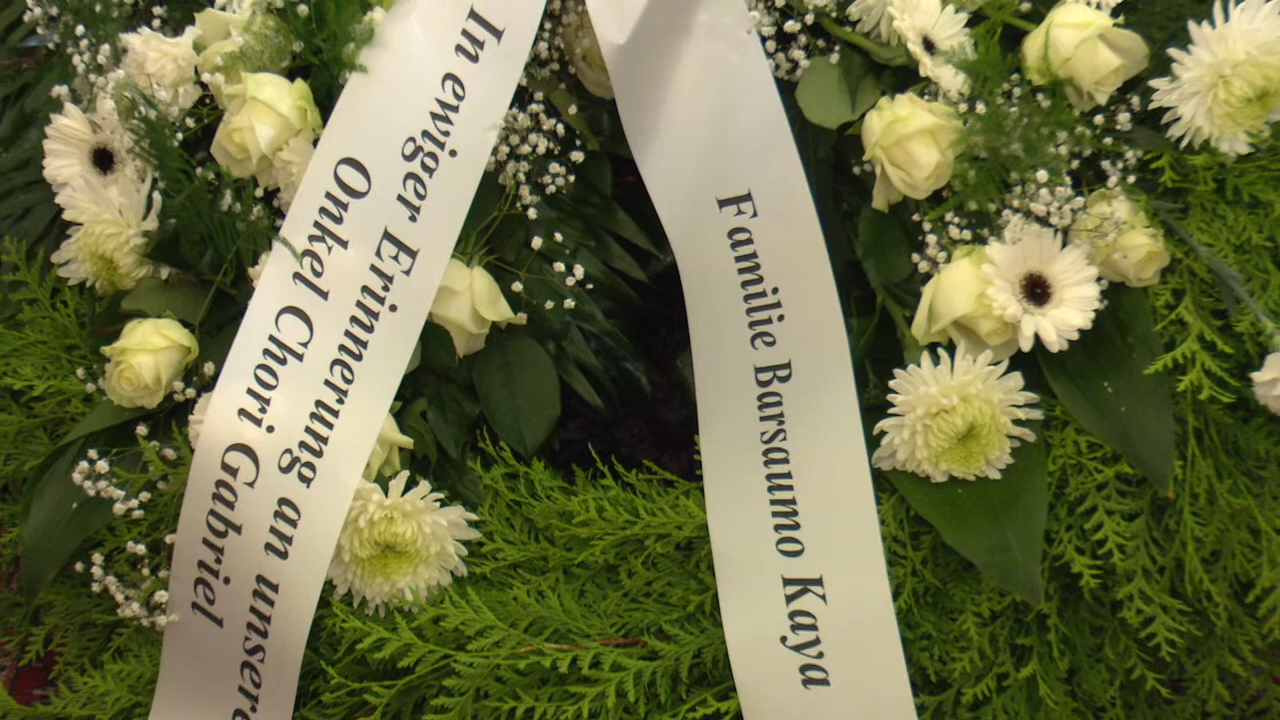 In ewiger Erinnerung an unsere
Onkel Chori Gabriel
Familie Barsaumo Kaya